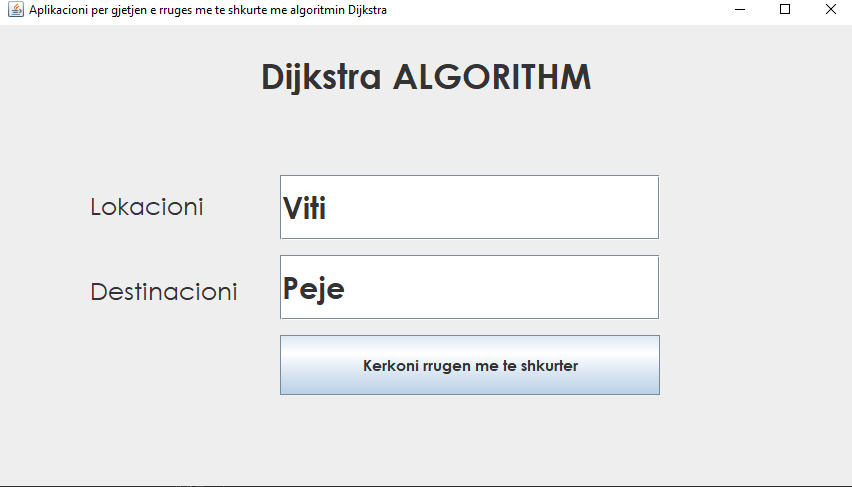 Aplikacioni per gjetjen e rruges me te shkurte me algoritmin Dijkstra
Dijkstra ALGORITHM
Lokacioni
Viti
Destinacioni
Peje
Kerkoni rrugen me te shkurter